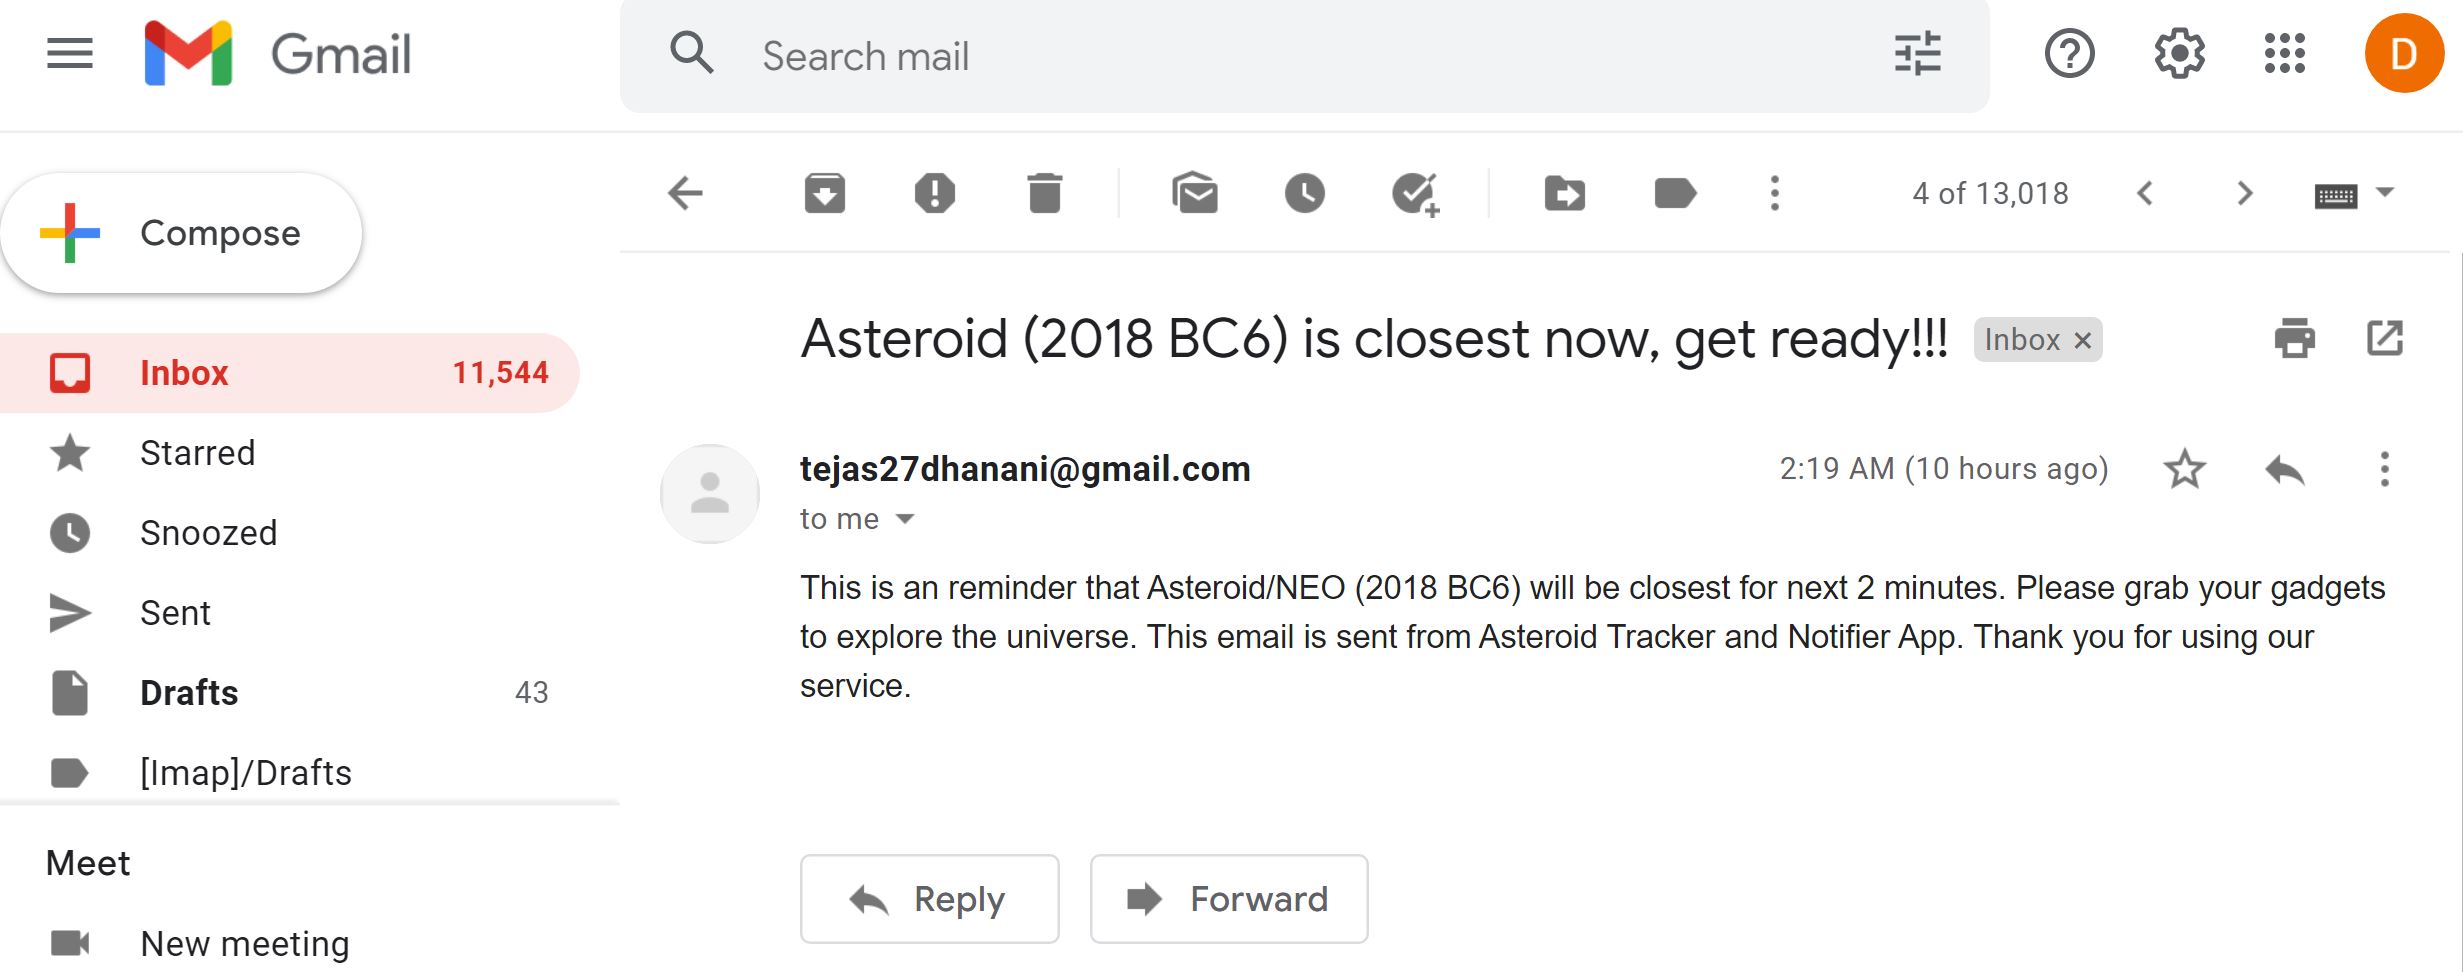 Gmail
Search mail
D
Compose
4 of 13,018
Inbox 11,544
Starred
Snoozed
Sent
Drafts 43
[Imap]/Drafts
Meet
New meeting
Asteroid (2018 BC6) is closest now, get ready!!! Inbox ×
tejas27dhanani@gmail.com 2:19 AM (10 hours ago)
to me
This is an reminder that Asteroid/NEO (2018 BC6) will be closest for next 2 minutes. Please grab your gadgets
to explore the universe. This email is sent from Asteroid Tracker and Notifier App. Thank you for using our
service.
Reply Forward